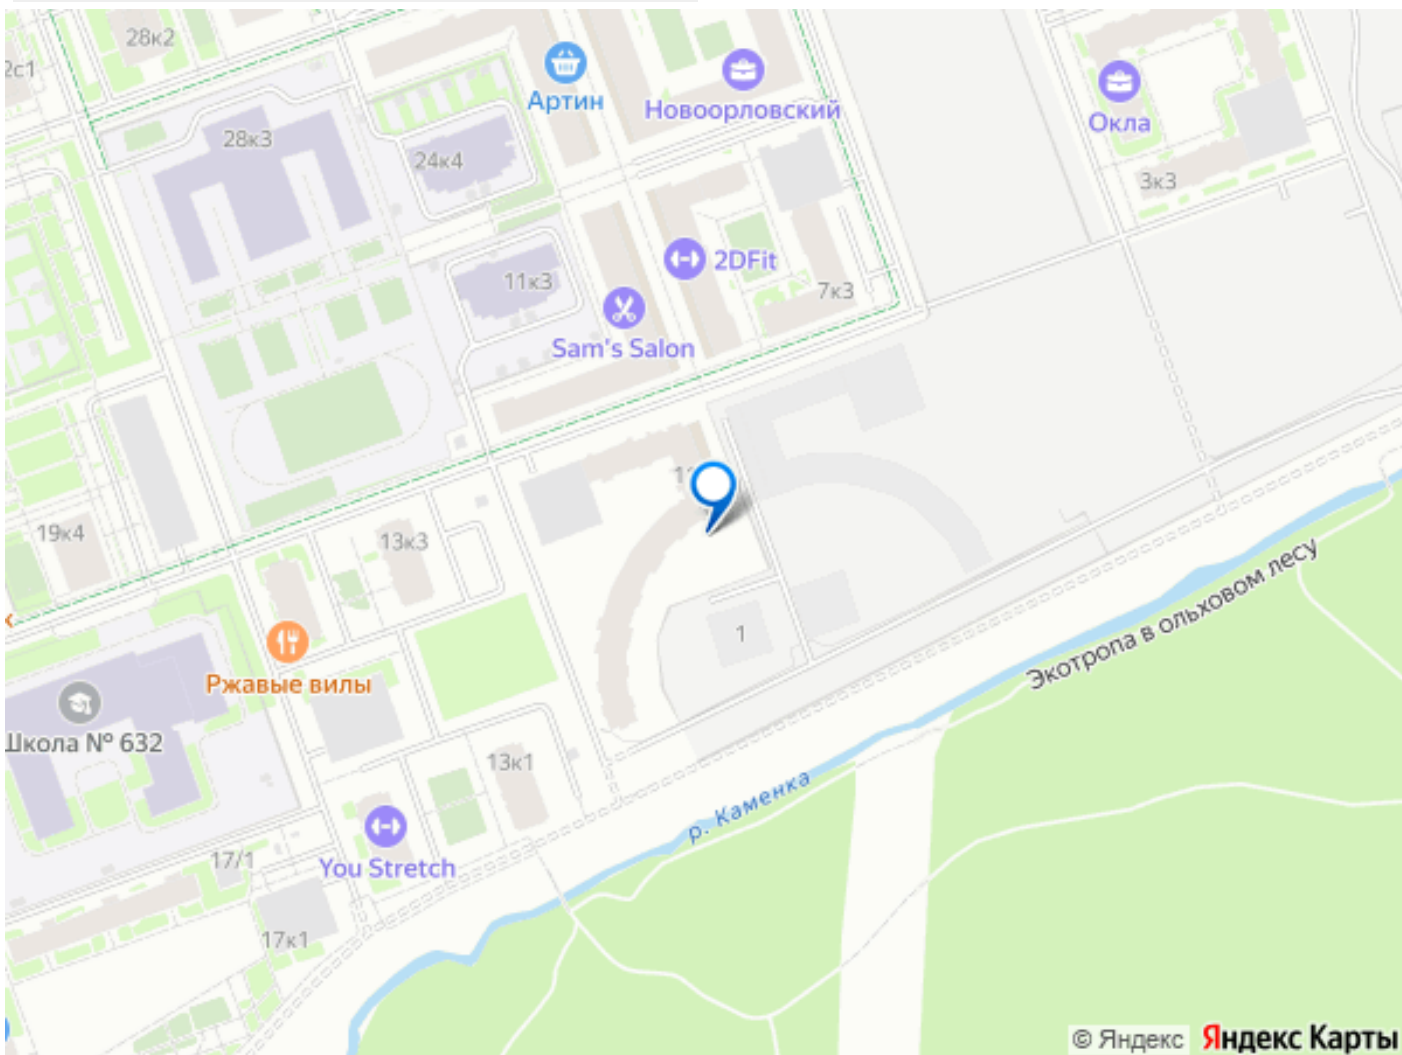 28к2
2с1
Артин
Новоорловский
Окла
28к3
24к4
3к3
2DFit
11к3
7к3
Sam's Salon
19к4
13к3
Экотропа в ольховом лесу
1
Ржавые вилы
Школа № 632
13к1
р. Каменка
17/1
You Stretch
17к1
© Яндекс Яндекс Карты